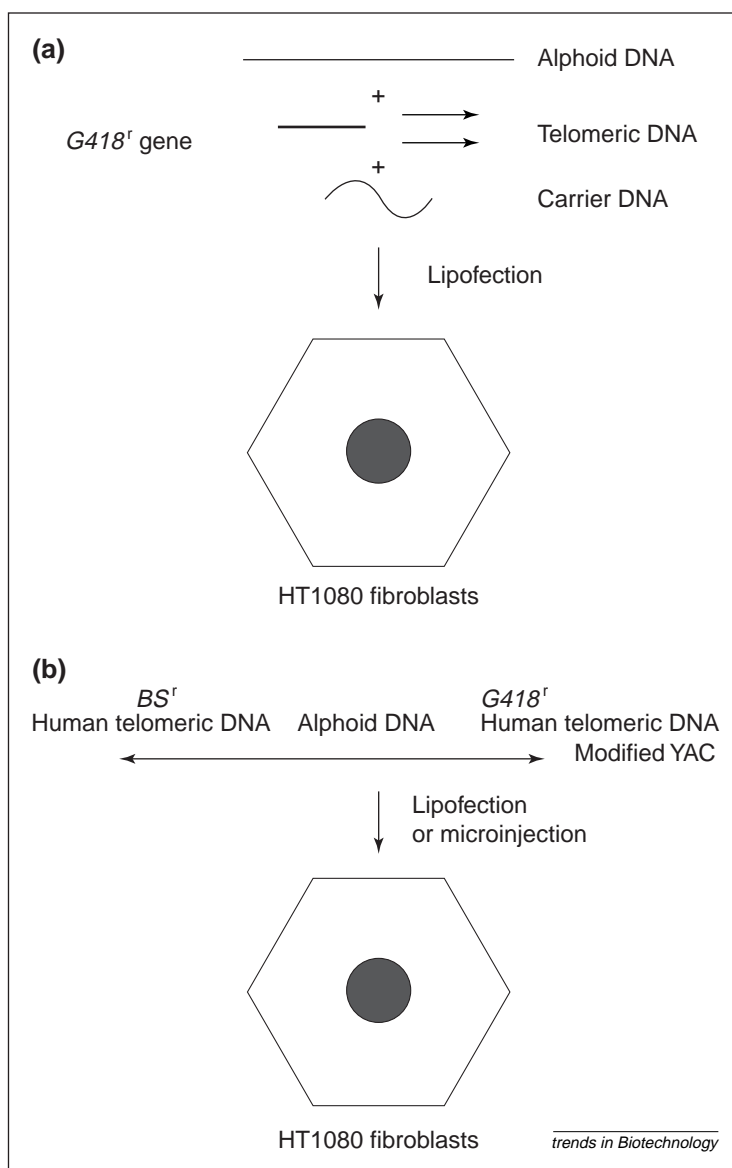 (a)
Alphoid DNA
+
G418ʳ gene
Telomeric DNA
+
Carrier DNA
Lipofection
HT1080 fibroblasts
(b)
BSʳ
Human telomeric DNA
Alphoid DNA
G418ʳ
Human telomeric DNA
Modified YAC
Lipofection
or microinjection
HT1080 fibroblasts
trends in Biotechnology